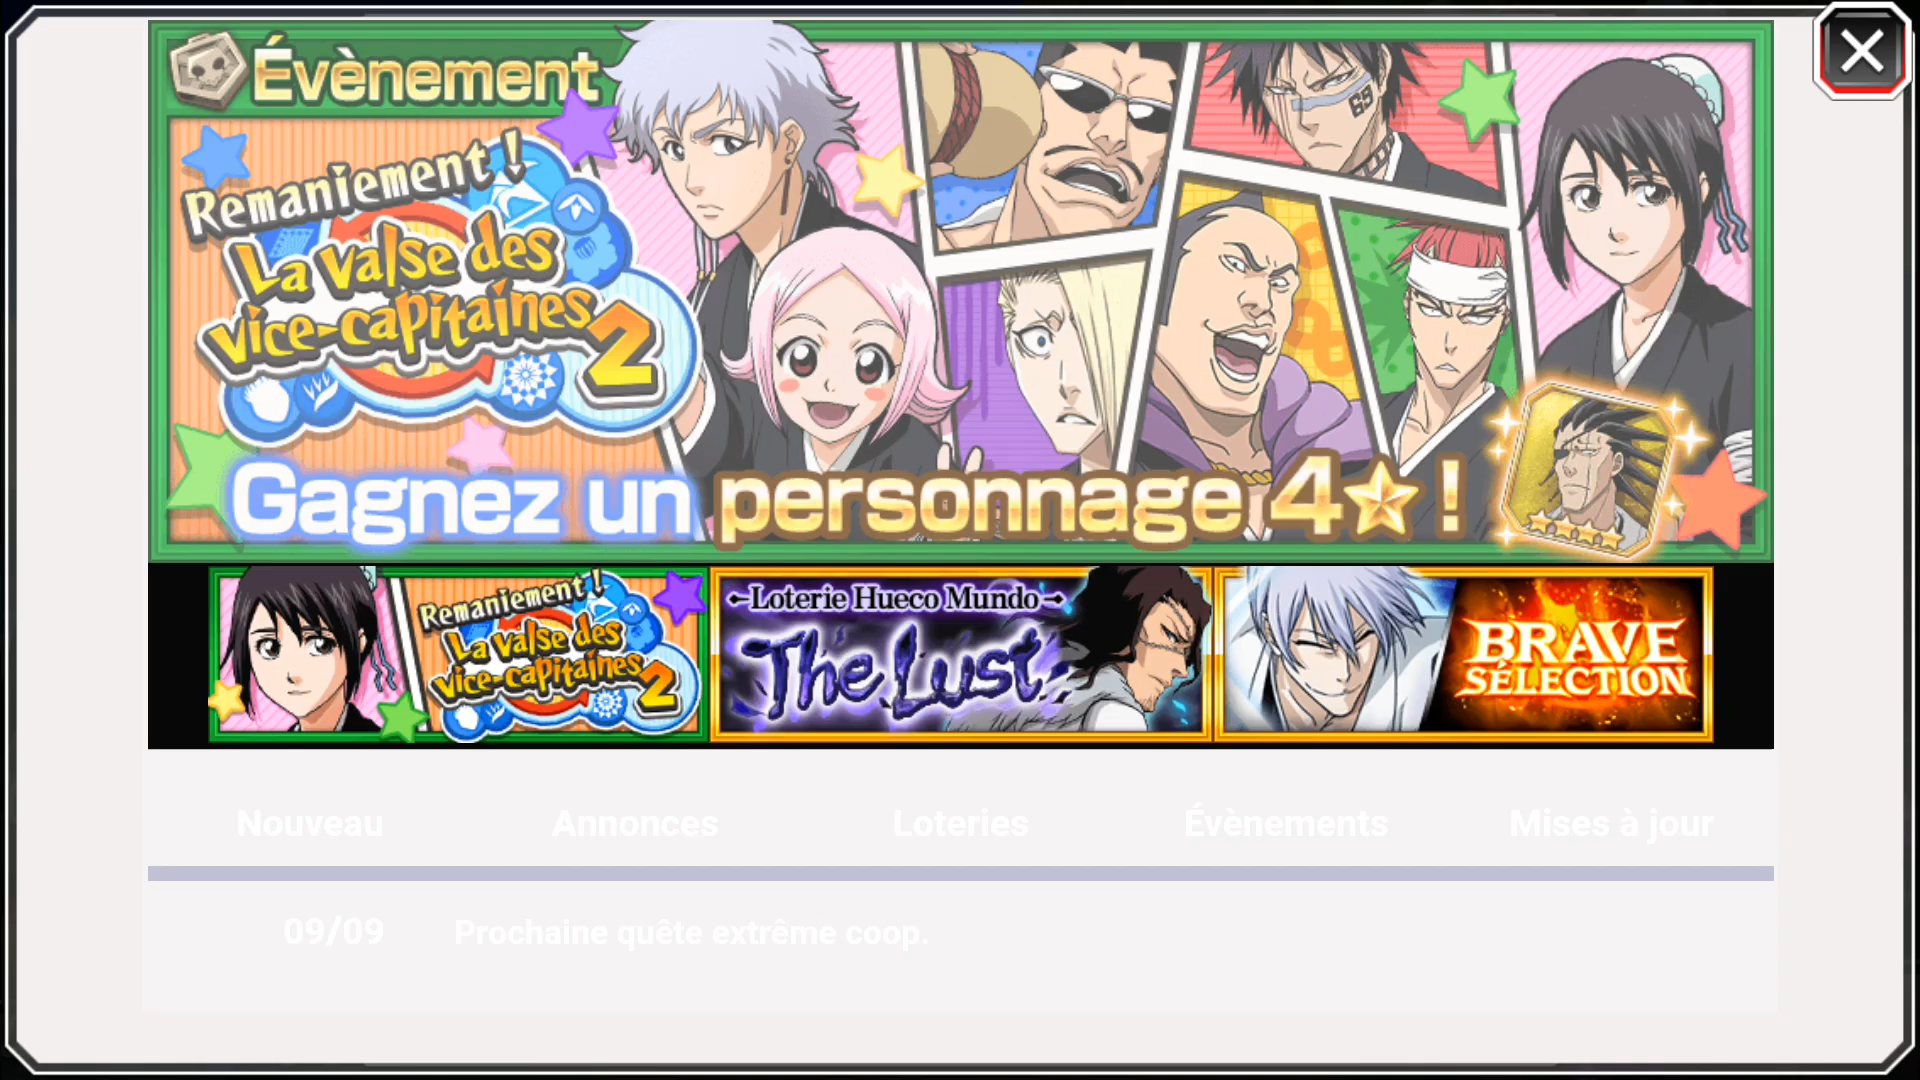 Évènement
Remaniement !
La valse des
vice-capitaines 2
69
Gagnez un personnage 4★ !
Remaniement !
La valse des
vice-capitaines 2
Loterie Hueco Mundo
The Lust
BRAVE
SÉLECTION
Nouveau
Annonces
Loteries
Évènements
Mises à jour
09/09
Prochaine quête extrême coop.